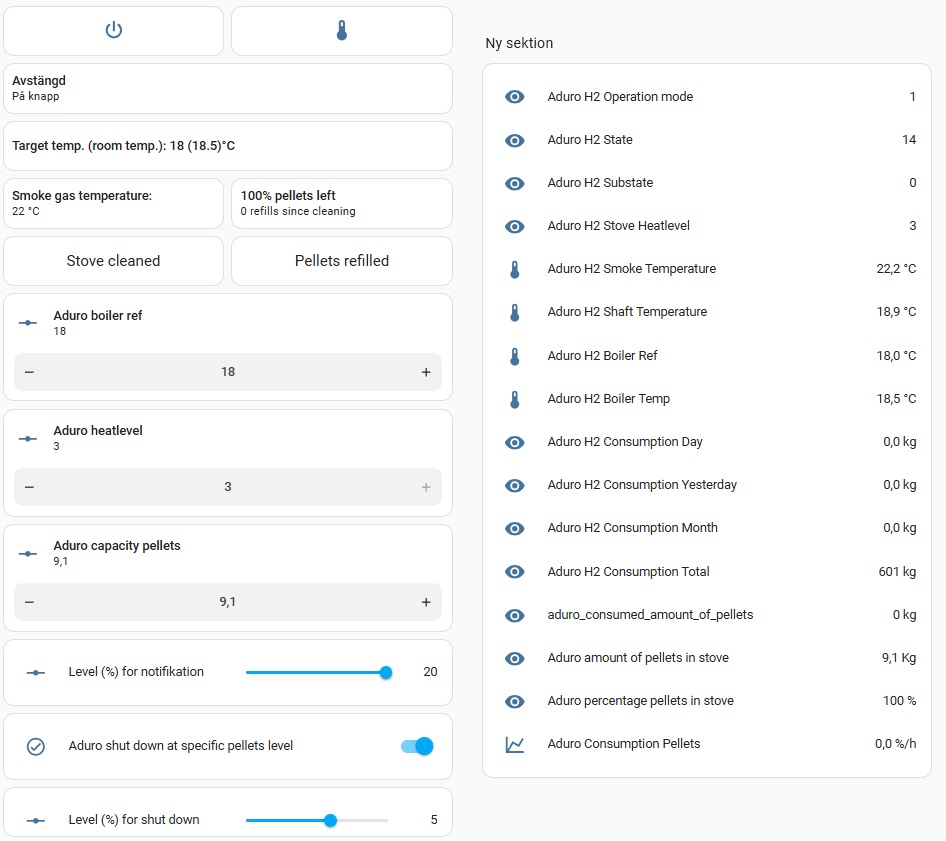 Avstängd
På knapp
Target temp. (room temp.): 18 (18.5)°C
Smoke gas temperature:
22 °C
100% pellets left
0 refills since cleaning
Stove cleaned
Pellets refilled
Aduro boiler ref
18
− 18 +
Aduro heatlevel
3
− 3 +
Aduro capacity pellets
9,1
− 9,1 +
Level (%) for notifikation 20
Aduro shut down at specific pellets level
Level (%) for shut down 5
Ny sektion
Aduro H2 Operation mode 1
Aduro H2 State 14
Aduro H2 Substate 0
Aduro H2 Stove Heatlevel 3
Aduro H2 Smoke Temperature 22,2 °C
Aduro H2 Shaft Temperature 18,9 °C
Aduro H2 Boiler Ref 18,0 °C
Aduro H2 Boiler Temp 18,5 °C
Aduro H2 Consumption Day 0,0 kg
Aduro H2 Consumption Yesterday 0,0 kg
Aduro H2 Consumption Month 0,0 kg
Aduro H2 Consumption Total 601 kg
aduro_consumed_amount_of_pellets 0 kg
Aduro amount of pellets in stove 9,1 Kg
Aduro percentage pellets in stove 100 %
Aduro Consumption Pellets 0,0 %/h